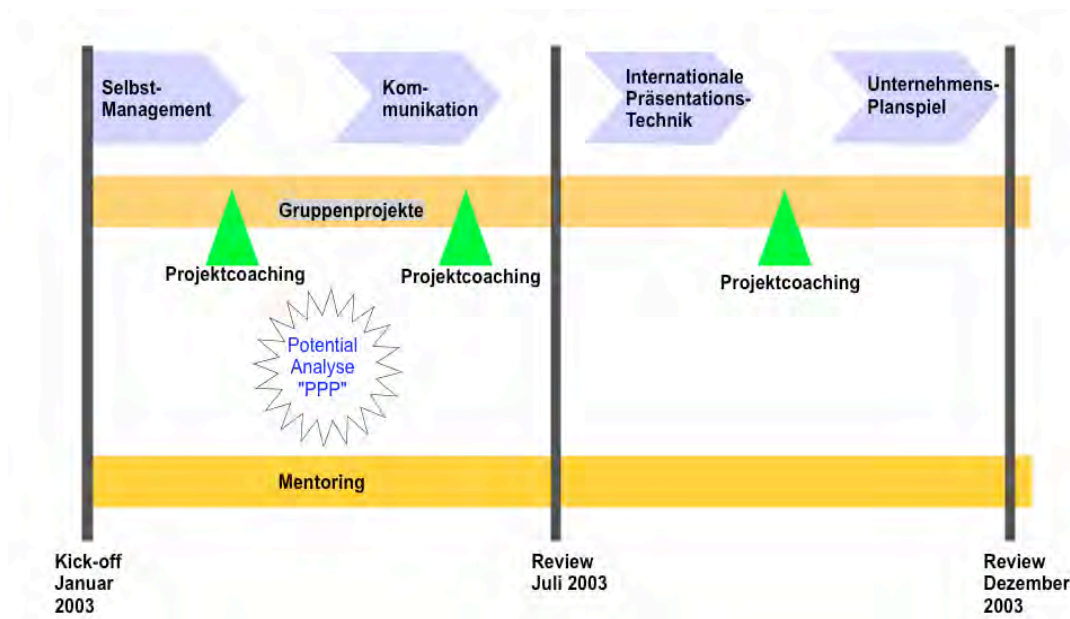 Selbst-
Management
Kom-
munikation
Internationale
Präsentations-
Technik
Unternehmens-
Planspiel
Gruppenprojekte
Projektcoaching
Projektcoaching
Projektcoaching
Potential
Analyse
"PPP"
Mentoring
Kick-off
Januar
2003
Review
Juli 2003
Review
Dezember
2003